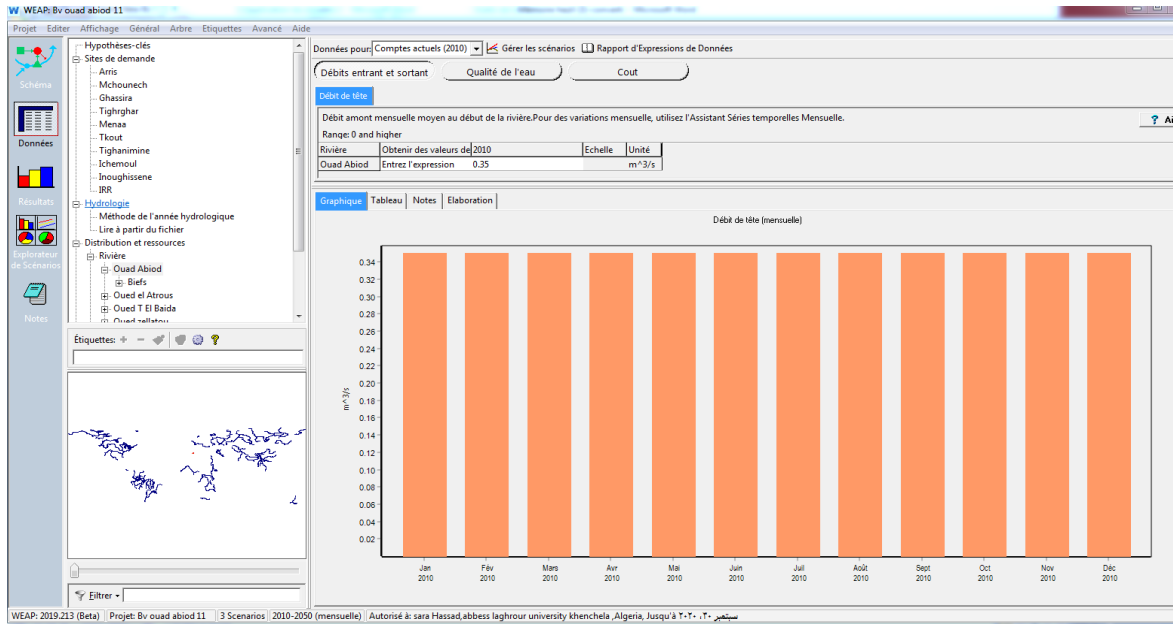 WEAP: Bv ouad abiod 11
Projet Editer Affichage Général Arbre Etiquettes Avancé Aide
Schéma
Données
Résultats
Explorateur
de Scénarios
Notes
Hypothèses-clés
Sites de demande
Arris
Mchounech
Ghassira
Tighrghar
Menaa
Tkout
Tighanimine
Ichemoul
Inoughissene
IRR
Hydrologie
Méthode de l'année hydrologique
Lire à partir du fichier
Distribution et ressources
Rivière
Ouad Abiod
Biefs
Oued el Atrous
Oued T El Baida
Oued zellatou
Étiquettes:
Filtrer
Données pour: Comptes actuels (2010) Gérer les scénarios Rapport d'Expressions de Données
Débits entrant et sortant Qualité de l'eau Cout
Débit de tête
Débit amont mensuelle moyen au début de la rivière.Pour des variations mensuelle, utilisez l'Assistant Séries temporelles Mensuelle.
? Ai
Range: 0 and higher
Rivière Obtenir des valeurs de 2010 Echelle Unité
Ouad Abiod Entrez l'expression 0.35 m^3/s
Graphique Tableau Notes Elaboration
Débit de tête (mensuelle)
m^3/s
0.34
0.32
0.30
0.28
0.26
0.24
0.22
0.20
0.18
0.16
0.14
0.12
0.10
0.08
0.06
0.04
0.02
Jan Fév Mars Avr Mai Juin Juil Août Sept Oct Nov Déc
2010 2010 2010 2010 2010 2010 2010 2010 2010 2010 2010 2010
WEAP: 2019.213 (Beta) Projet: Bv ouad abiod 11 3 Scenarios 2010-2050 (mensuelle) Autorisé à: sara Hassad,abbess laghrour university khenchela ,Algeria, Jusqu'à سبتمبر ٣٠، ٢٠٢٠